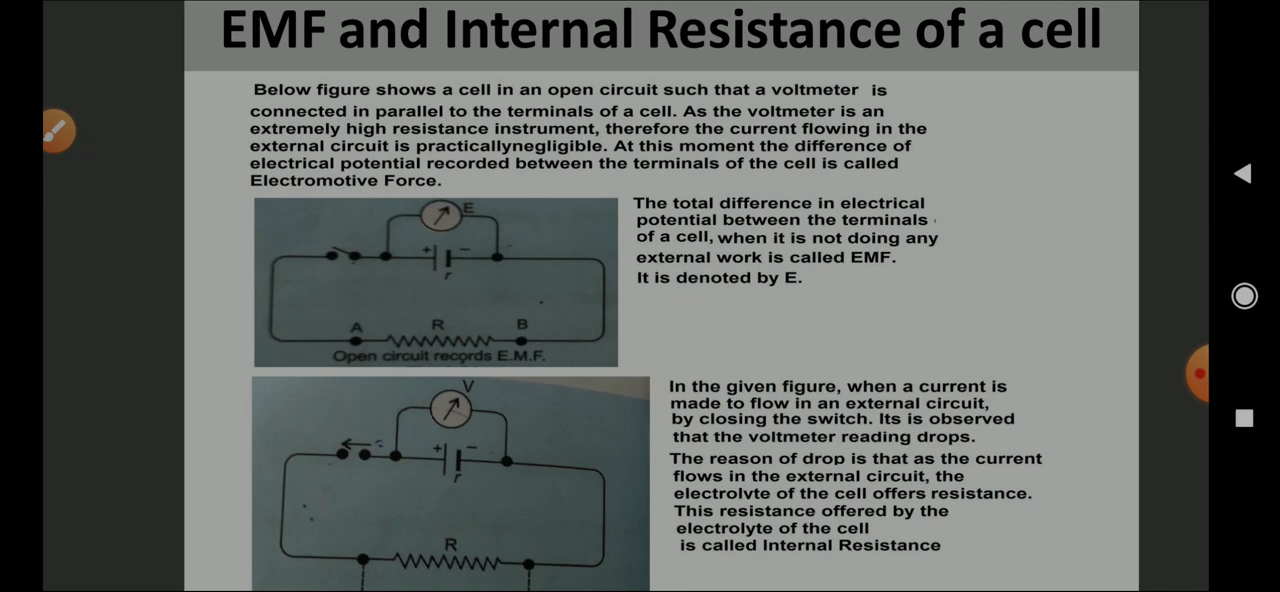 EMF and Internal Resistance of a cell
Below figure shows a cell in an open circuit such that a voltmeter is
connected in parallel to the terminals of a cell. As the voltmeter is an
extremely high resistance instrument, therefore the current flowing in the
external circuit is practicallynegligible. At this moment the difference of
electrical potential recorded between the terminals of the cell is called
Electromotive Force.
E
+ −
r
A R B
Open circuit records E.M.F.
The total difference in electrical
potential between the terminals
of a cell, when it is not doing any
external work is called EMF.
It is denoted by E.
V
+ −
r
R
In the given figure, when a current is
made to flow in an external circuit,
by closing the switch. Its is observed
that the voltmeter reading drops.
The reason of drop is that as the current
flows in the external circuit, the
electrolvte of the cell offers resistance.
This resistance offered by the
electrolyte of the cell
is called Internal Resistance